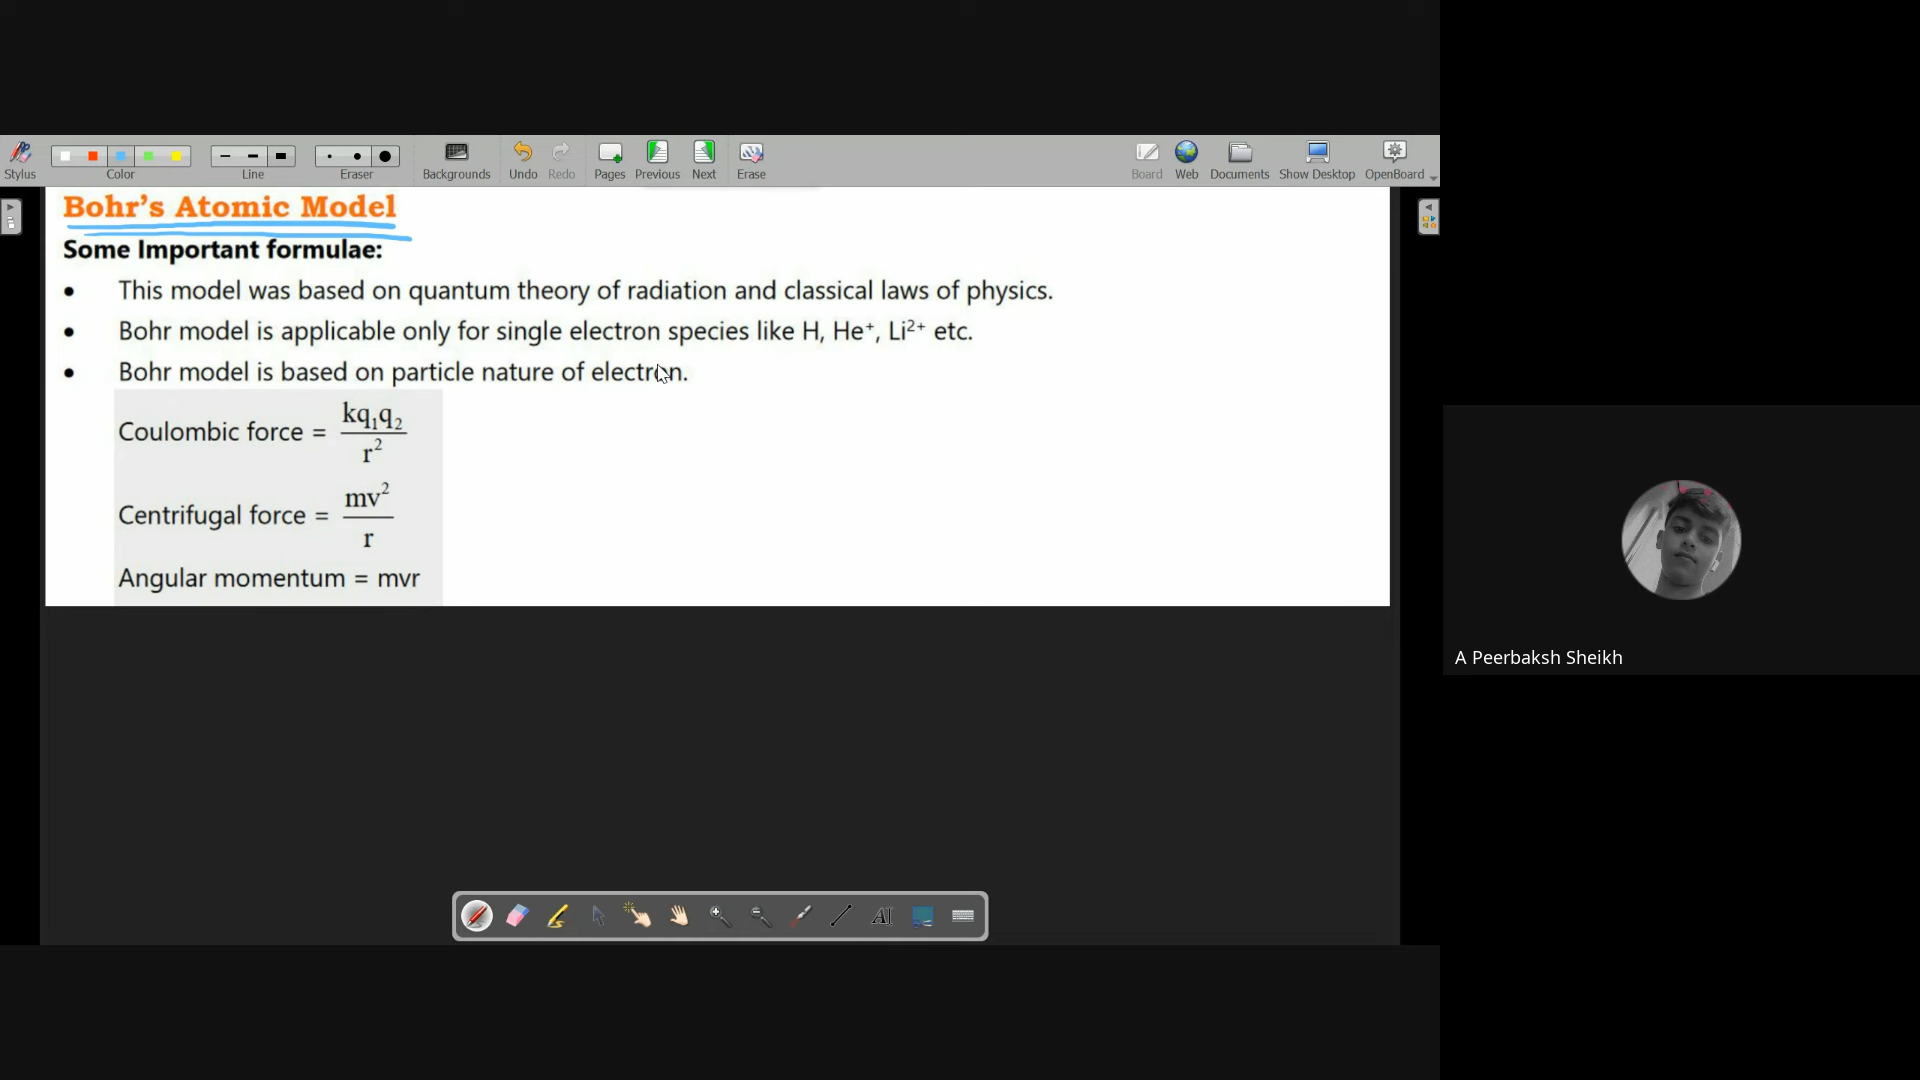 Stylus Color Line Eraser Backgrounds Undo Redo Pages Previous Next Erase Board Web Documents Show Desktop OpenBoard
Bohr’s Atomic Model
Some Important formulae:
• This model was based on quantum theory of radiation and classical laws of physics.
• Bohr model is applicable only for single electron species like H, He⁺, Li²⁺ etc.
• Bohr model is based on particle nature of electron.
Coulombic force = kq₁q₂ / r²
Centrifugal force = mv² / r
Angular momentum = mvr
A Peerbaksh Sheikh
AI